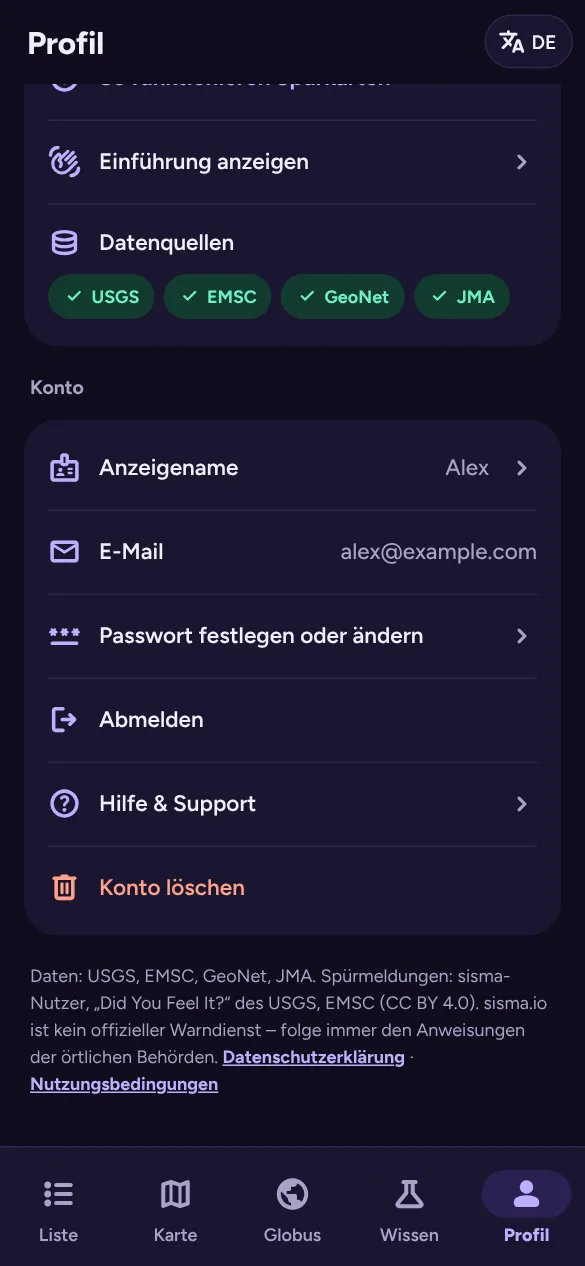 Profil
DE
So funktionieren Spürkarten
Einführung anzeigen
Datenquellen
USGS
EMSC
GeoNet
JMA
Konto
Anzeigename
Alex
E-Mail
alex@example.com
Passwort festlegen oder ändern
Abmelden
Hilfe & Support
Konto löschen
Daten: USGS, EMSC, GeoNet, JMA. Spürmeldungen: sisma-
Nutzer, „Did You Feel It?“ des USGS, EMSC (CC BY 4.0). sisma.io
ist kein offizieller Warndienst – folge immer den Anweisungen
der örtlichen Behörden. Datenschutzerklärung ·
Nutzungsbedingungen
Liste
Karte
Globus
Wissen
Profil